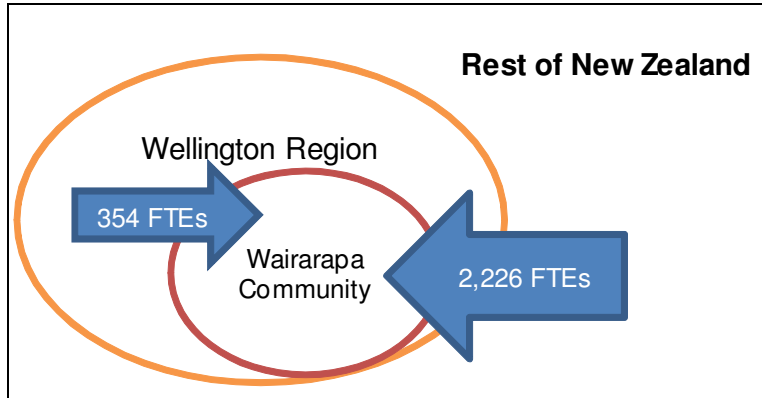 Rest of New Zealand
Wellington Region
354 FTEs
Wairarapa
Community
2,226 FTEs